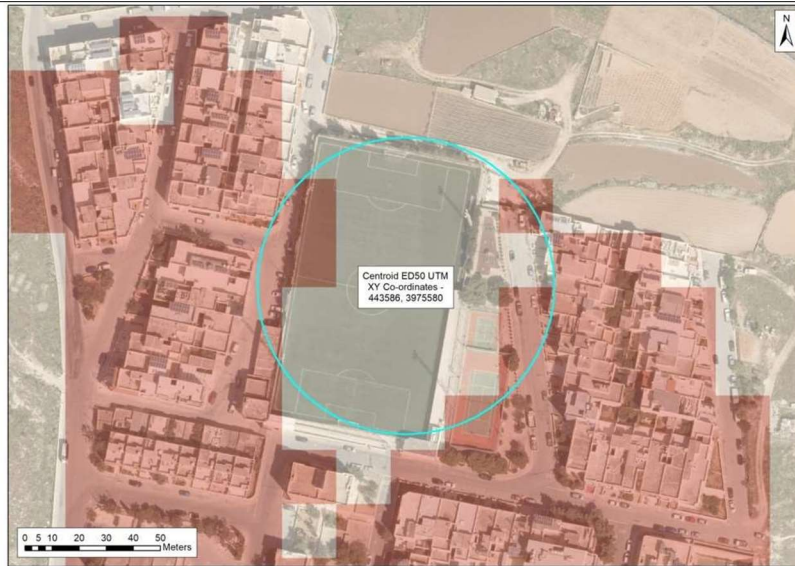 N
Centroid ED50 UTM
XY Co-ordinates -
443586, 3975580
0 5 10 20 30 40 50
Meters